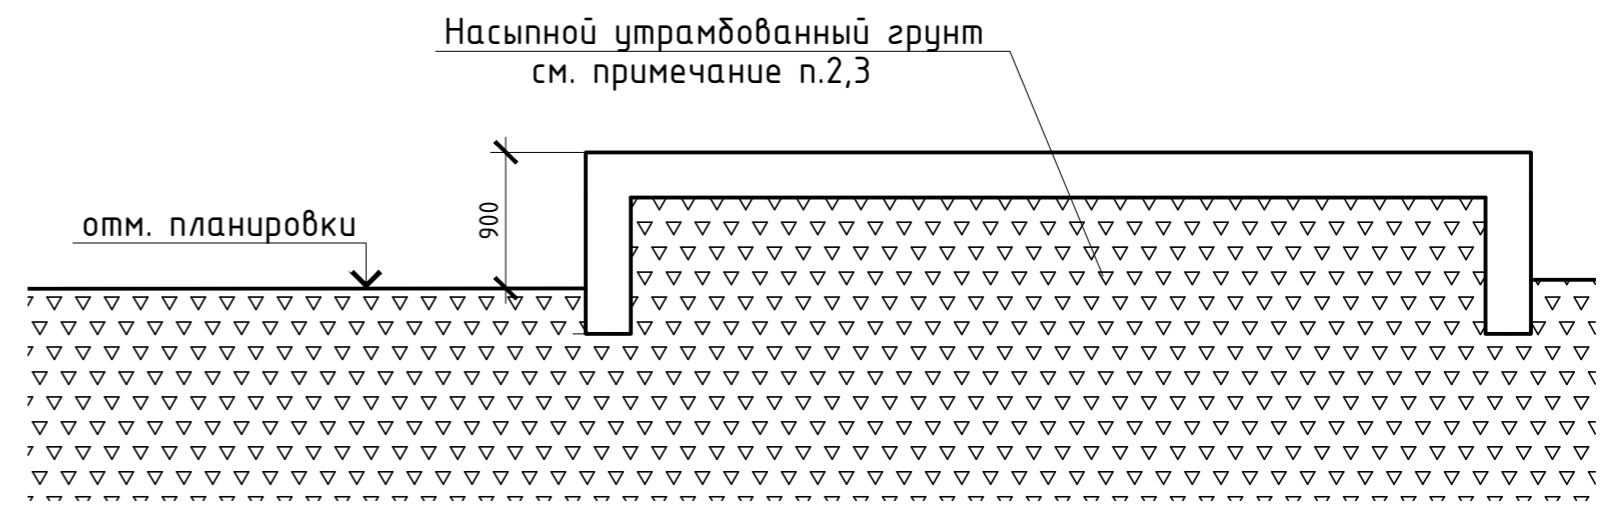 Насыпной утрамбованный грунт
см. примечание п.2,3
900
отм. планировки